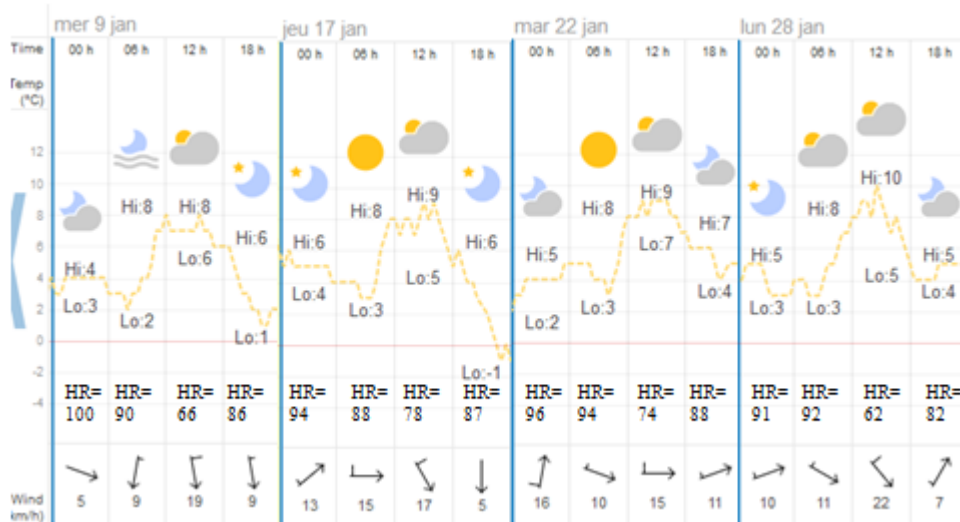 mer 9 jan jeu 17 jan mar 22 jan lun 28 jan
Time 00 h 06 h 12 h 18 h 00 h 06 h 12 h 18 h 00 h 06 h 12 h 18 h 00 h 06 h 12 h 18 h
Temp
(°C)
12
10
8
6
4
2
0
-2
-4
Hi:4 Hi:8 Hi:8 Hi:6 Hi:6 Hi:8 Hi:9 Hi:6 Hi:5 Hi:8 Hi:9 Hi:7 Hi:5 Hi:8 Hi:10 Hi:5
Lo:3 Lo:2 Lo:6 Lo:1 Lo:4 Lo:3 Lo:5 Lo:-1 Lo:2 Lo:3 Lo:7 Lo:4 Lo:3 Lo:3 Lo:5 Lo:4
HR= HR= HR= HR= HR= HR= HR= HR= HR= HR= HR= HR= HR= HR= HR= HR=
100 90 66 86 94 88 78 87 96 94 74 88 91 92 62 82
Wind 5 9 19 9 13 15 17 5 16 10 15 11 10 11 22 7
km/h)